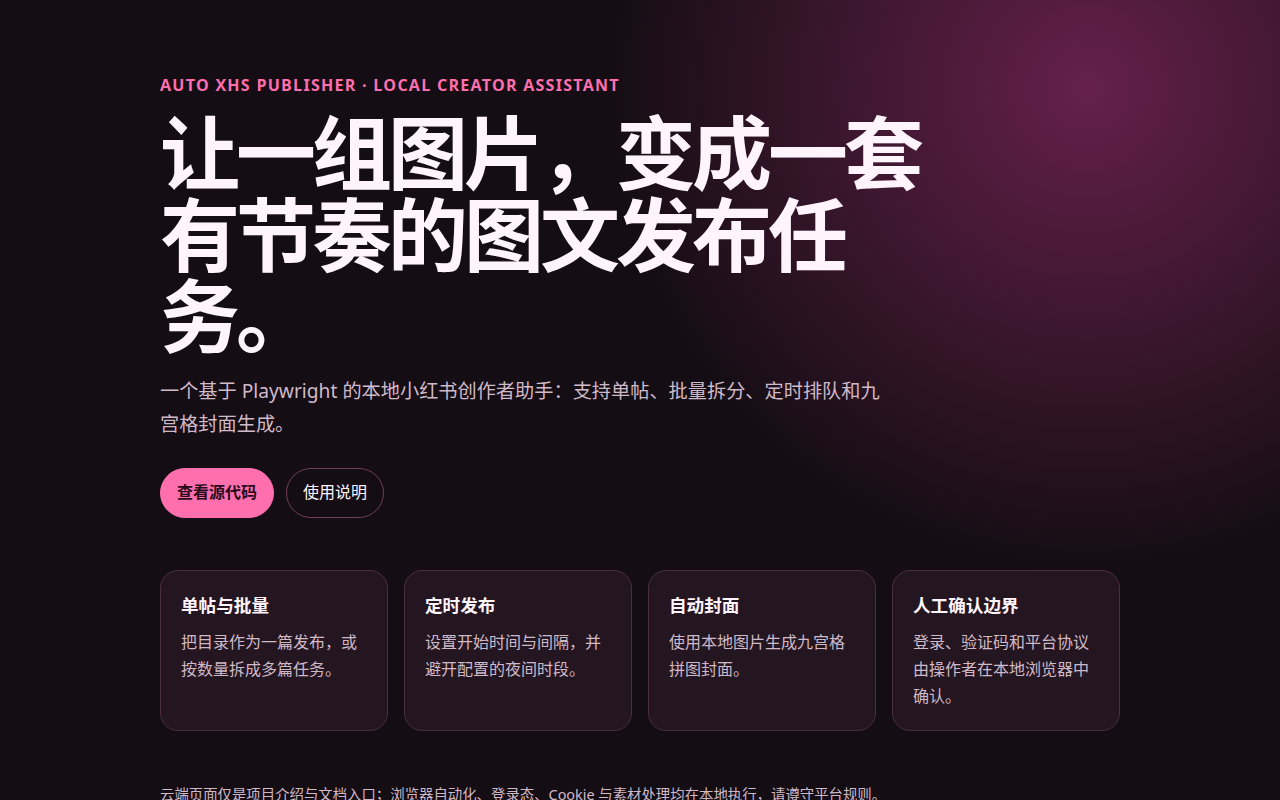 AUTO XHS PUBLISHER · LOCAL CREATOR ASSISTANT
让一组图片，变成一套
有节奏的图文发布任
务。
一个基于 Playwright 的本地小红书创作者助手：支持单帖、批量拆分、定时排队和九
宫格封面生成。
查看源代码
使用说明
单帖与批量
把目录作为一篇发布，或
按数量拆成多篇任务。
定时发布
设置开始时间与间隔，并
避开配置的夜间时段。
自动封面
使用本地图片生成九宫格
拼图封面。
人工确认边界
登录、验证码和平台协议
由操作者在本地浏览器中
确认。
云端页面仅是项目介绍与文档入口；浏览器自动化、登录态、Cookie 与素材处理均在本地执行，请遵守平台规则。